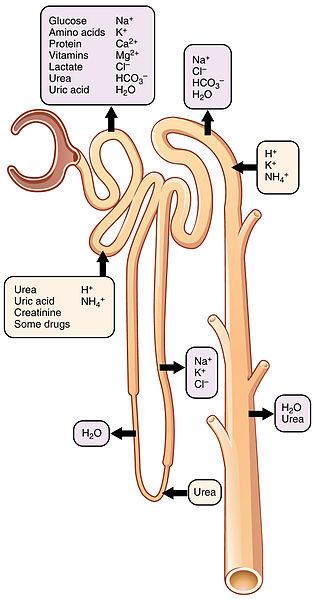 Glucose Na⁺
Amino acids K⁺
Protein Ca²⁺
Vitamins Mg²⁺
Lactate Cl⁻
Urea HCO₃⁻
Uric acid H₂O
Na⁺
Cl⁻
HCO₃⁻
H₂O
H⁺
K⁺
NH₄⁺
Urea H⁺
Uric acid NH₄⁺
Creatinine
Some drugs
Na⁺
K⁺
Cl⁻
H₂O
Urea
H₂O
Urea